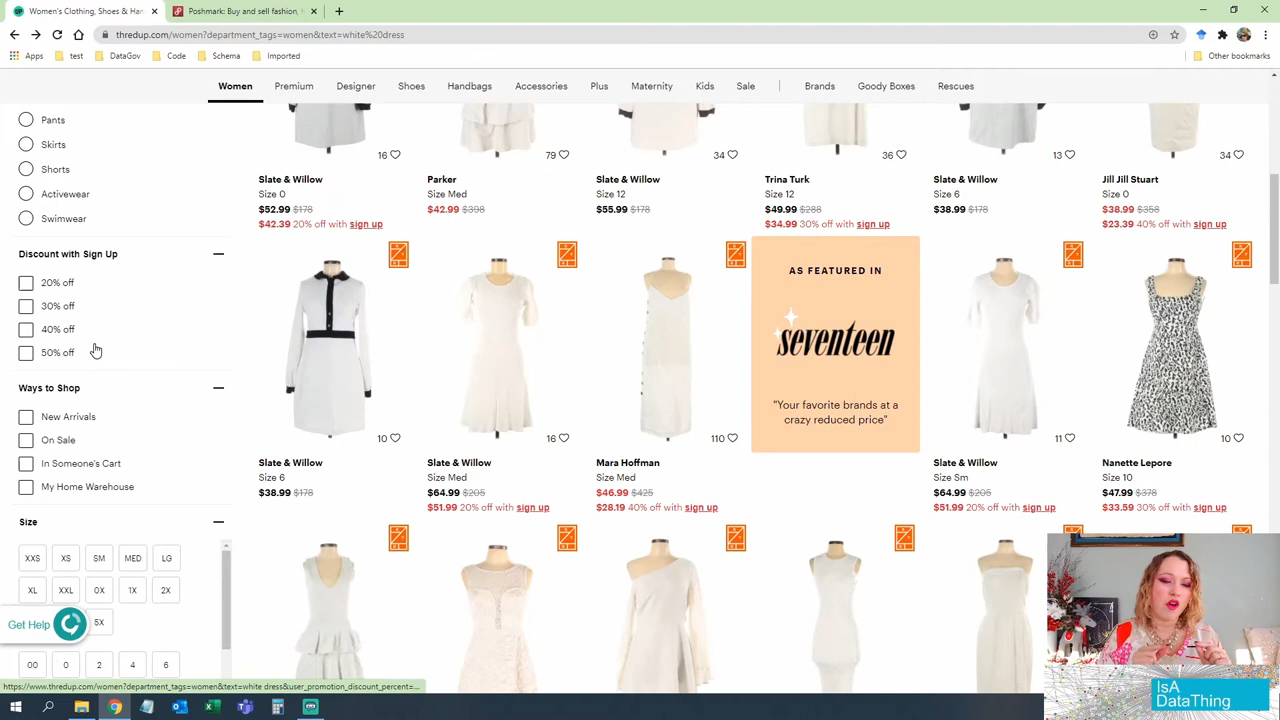 Women's Clothing, Shoes & Han
Poshmark: Buy and sell fashion, h
thredup.com/women?department_tags=women&text=white%20dress
Apps
test
DataGov
Code
Schema
Imported
Other bookmarks
Women
Premium
Designer
Shoes
Handbags
Accessories
Plus
Maternity
Kids
Sale
Brands
Goody Boxes
Rescues
Pants
Skirts
Shorts
Activewear
Swimwear
Discount with Sign Up
20% off
30% off
40% off
50% off
Ways to Shop
New Arrivals
On Sale
In Someone's Cart
My Home Warehouse
Size
XXS XS SM MED LG
XL XXL 0X 1X 2X
5X
00 0 2 4 6
Get Help
16
79
34
36
13
34
Slate & Willow
Size 0
$52.99 $178
$42.39 20% off with sign up
Parker
Size Med
$42.99 $398
Slate & Willow
Size 12
$55.99 $178
Trina Turk
Size 12
$49.99 $288
$34.99 30% off with sign up
Slate & Willow
Size 6
$38.99 $178
Jill Jill Stuart
Size 0
$38.99 $358
$23.39 40% off with sign up
AS FEATURED IN
seventeen
"Your favorite brands at a
crazy reduced price"
10
16
110
11
10
Slate & Willow
Size 6
$38.99 $178
Slate & Willow
Size Med
$64.99 $205
$51.99 20% off with sign up
Mara Hoffman
Size Med
$46.99 $425
$28.19 40% off with sign up
Slate & Willow
Size Sm
$64.99 $205
$51.99 20% off with sign up
Nanette Lepore
Size 10
$47.99 $378
$33.59 30% off with sign up
https://www.thredup.com/women?department_tags=women&text=white dress&user_promotion_discount_percent=...
IsA
DataThing